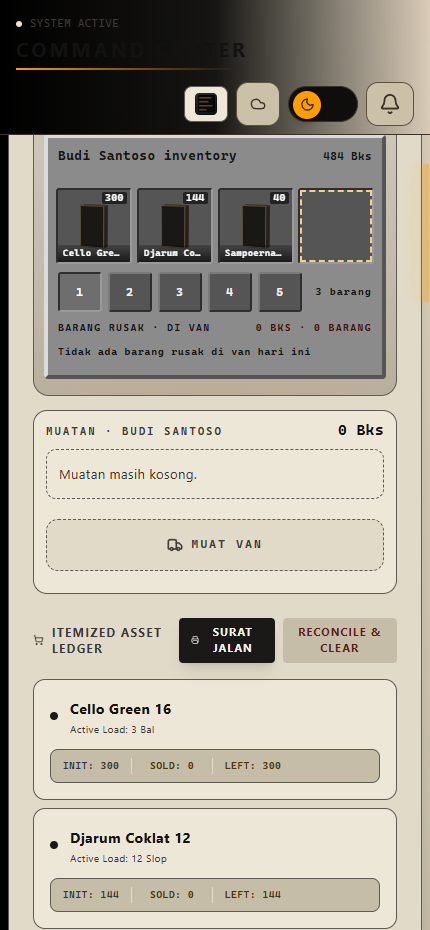 SYSTEM ACTIVE
COMMAND CENTER
Budi Santoso inventory
484 Bks
300
144
40
Cello Gre…
Djarum Co…
Sampoerna…
1
2
3
4
5
3 barang
BARANG RUSAK · DI VAN
0 BKS · 0 BARANG
Tidak ada barang rusak di van hari ini
MUATAN · BUDI SANTOSO
0 Bks
Muatan masih kosong.
MUAT VAN
ITEMIZED ASSET
LEDGER
SURAT
JALAN
RECONCILE &
CLEAR
Cello Green 16
Active Load: 3 Bal
INIT: 300
SOLD: 0
LEFT: 300
Djarum Coklat 12
Active Load: 12 Slop
INIT: 144
SOLD: 0
LEFT: 144